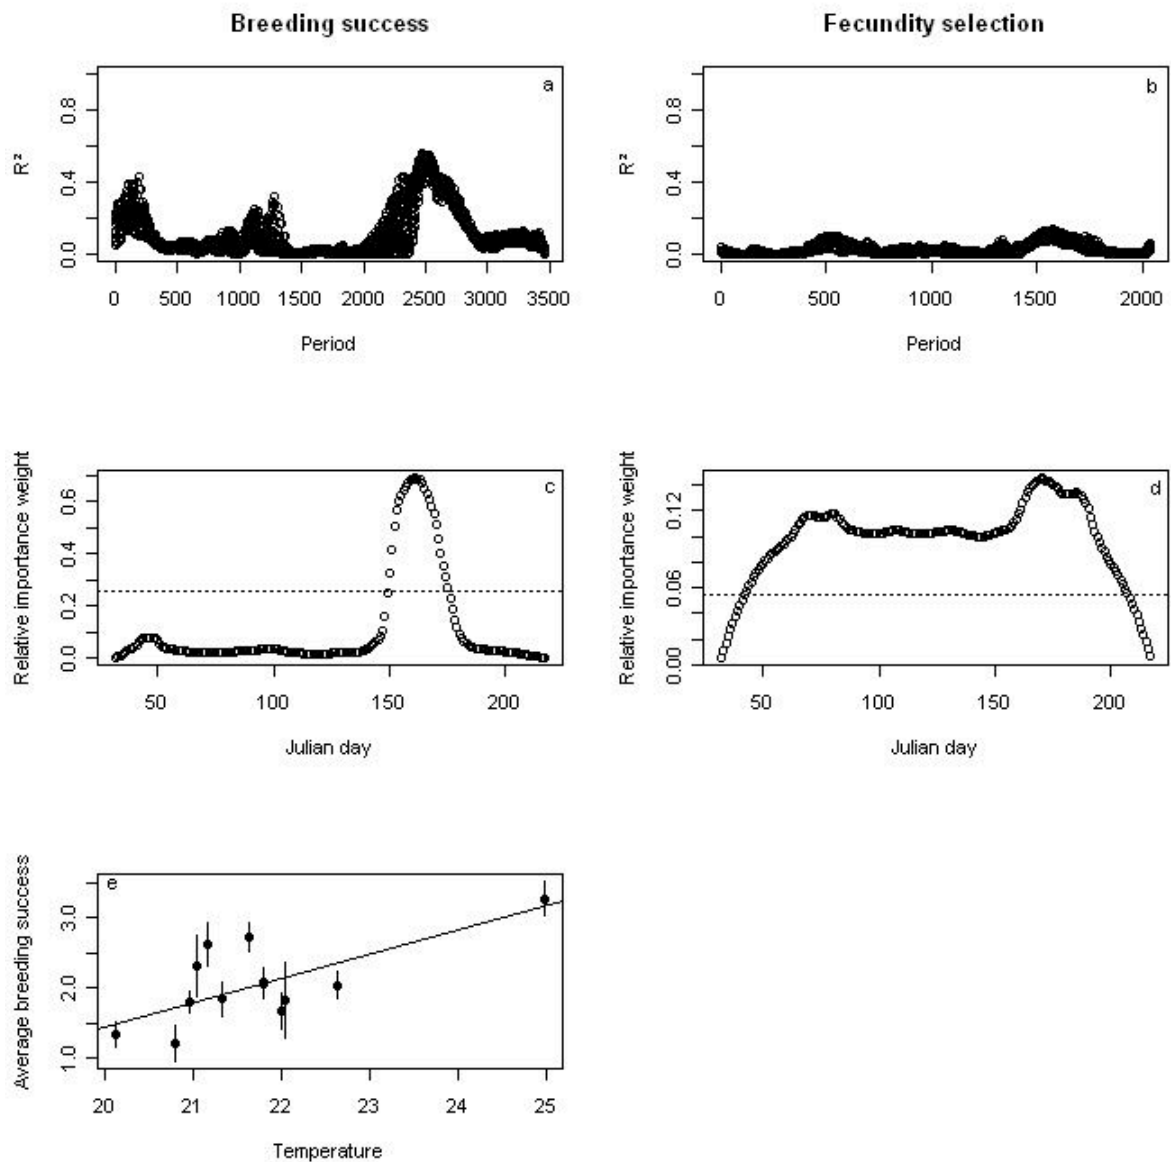 Breeding success
Fecundity selection
a
R²
0.0 0.4 0.8
0 500 1000 1500 2000 2500 3000 3500
Period
b
R²
0.0 0.4 0.8
0 500 1000 1500 2000
Period
c
Relative importance weight
0.0 0.2 0.4 0.6
50 100 150 200
Julian day
d
Relative importance weight
0.00 0.06 0.12
50 100 150 200
Julian day
e
Average breeding success
1.0 2.0 3.0
20 21 22 23 24 25
Temperature